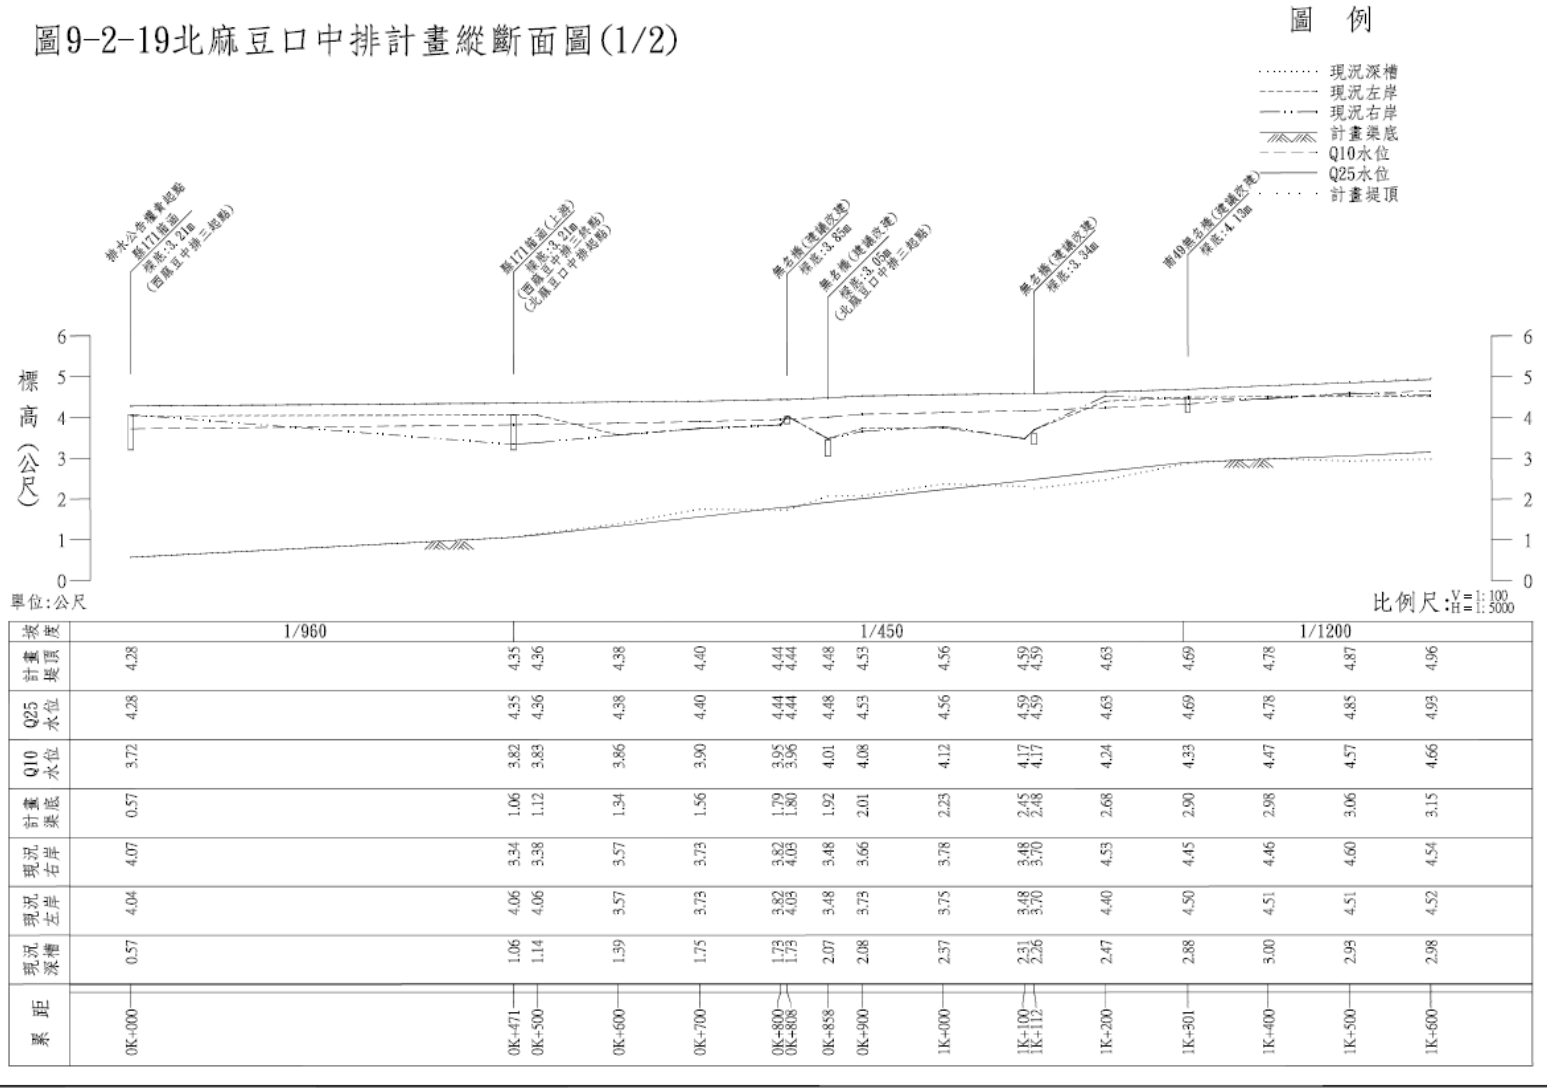 圖9-2-19北麻豆口中排計畫縱斷面圖(1/2)
圖 例
現況深槽
現況左岸
現況右岸
計畫渠底
Q10水位
Q25水位
計畫堤頂
排水公告權責起點
縣171箱涵
樑底:3.21m
(西麻豆中排三起點)
縣171箱涵(上游)
樑底:3.21m
(西麻豆中排三終點)
(北麻豆口中排起點)
無名橋(建議改建)
樑底:3.85m
無名橋(建議改建)
樑底:3.05m
(北麻豆口中排三起點)
無名橋(建議改建)
樑底:3.34m
南49無名橋(建議改建)
樑底:4.13m
標高(公尺)
6 6
5 5
4 4
3 3
2 2
1 1
0 0
單位:公尺
比例尺:V=1:100 H=1:5000
坡度 1/960 1/450 1/1200
計畫堤頂 4.28 4.35 4.36 4.38 4.40 4.44 4.44 4.48 4.53 4.56 4.59 4.59 4.63 4.69 4.78 4.87 4.96
Q25水位 4.28 4.35 4.36 4.38 4.40 4.44 4.44 4.48 4.53 4.56 4.59 4.59 4.63 4.69 4.78 4.85 4.93
Q10水位 3.72 3.82 3.83 3.86 3.90 3.95 3.96 4.01 4.08 4.12 4.17 4.17 4.24 4.33 4.47 4.57 4.66
計畫渠底 0.57 1.06 1.12 1.34 1.56 1.79 1.80 1.92 2.01 2.23 2.45 2.48 2.68 2.90 2.98 3.06 3.15
現況右岸 4.07 3.34 3.38 3.57 3.73 3.82 4.03 3.48 3.66 3.78 3.48 3.70 4.53 4.45 4.46 4.60 4.54
現況左岸 4.04 4.06 4.06 3.57 3.73 3.82 4.03 3.48 3.73 3.75 3.48 3.70 4.40 4.50 4.51 4.51 4.52
現況深槽 0.57 1.06 1.14 1.39 1.75 1.73 1.73 2.07 2.08 2.37 2.31 2.26 2.47 2.88 3.00 2.93 2.98
累距 0K+000 0K+471 0K+500 0K+600 0K+700 0K+800 0K+808 0K+858 0K+900 1K+000 1K+100 1K+112 1K+200 1K+301 1K+400 1K+500 1K+600